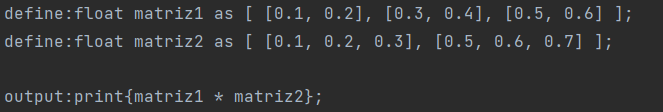 define:float matriz1 as [ [0.1, 0.2], [0.3, 0.4], [0.5, 0.6] ];
define:float matriz2 as [ [0.1, 0.2, 0.3], [0.5, 0.6, 0.7] ];
output:print{matriz1 * matriz2};